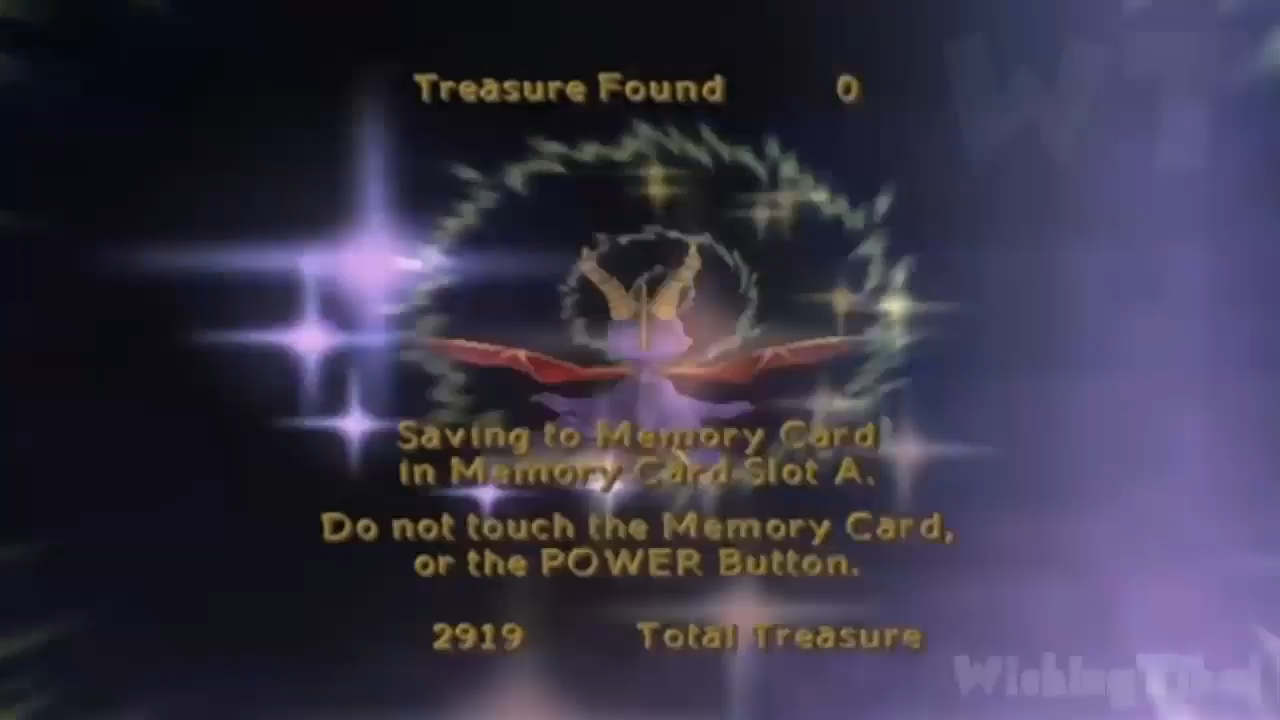 WT
Treasure Found 0
Saving to Memory Card
in Memory Card Slot A.
Do not touch the Memory Card,
or the POWER Button.
2919 Total Treasure